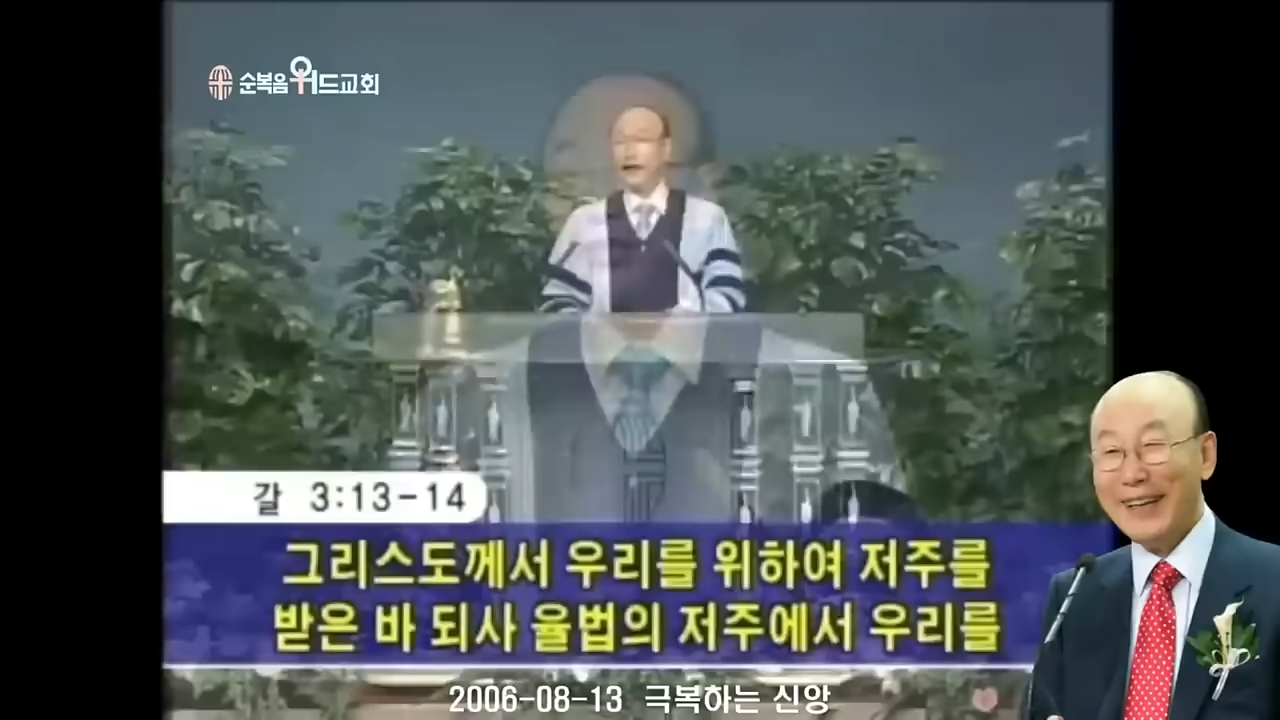 순복음워드교회
갈 3:13-14
그리스도께서 우리를 위하여 저주를
받은 바 되사 율법의 저주에서 우리를
2006-08-13 극복하는 신앙